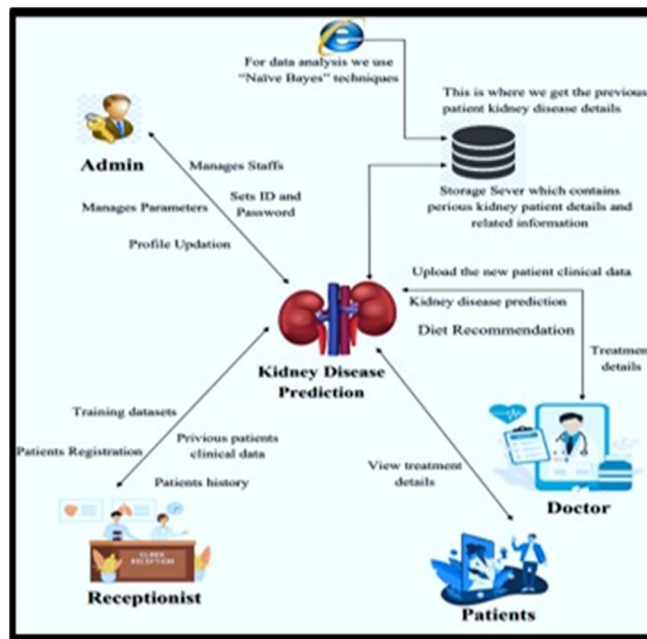 For data analysis we use
“Naïve Bayes” techniques
This is where we get the previous
patient kidney disease details
Admin
Manages Staffs
Manages Parameters
Sets ID and
Password
Profile Updation
Storage Sever which contains
perious kidney patient details and
related information
Upload the new patient clinical data
Kidney disease prediction
Diet Recommendation
Treatment
details
Kidney Disease
Prediction
Training datasets
Patients Registration
Privious patients
clinical data
Patients history
View treatment
details
Doctor
CLINIC
RECEPTION
Receptionist
Patients